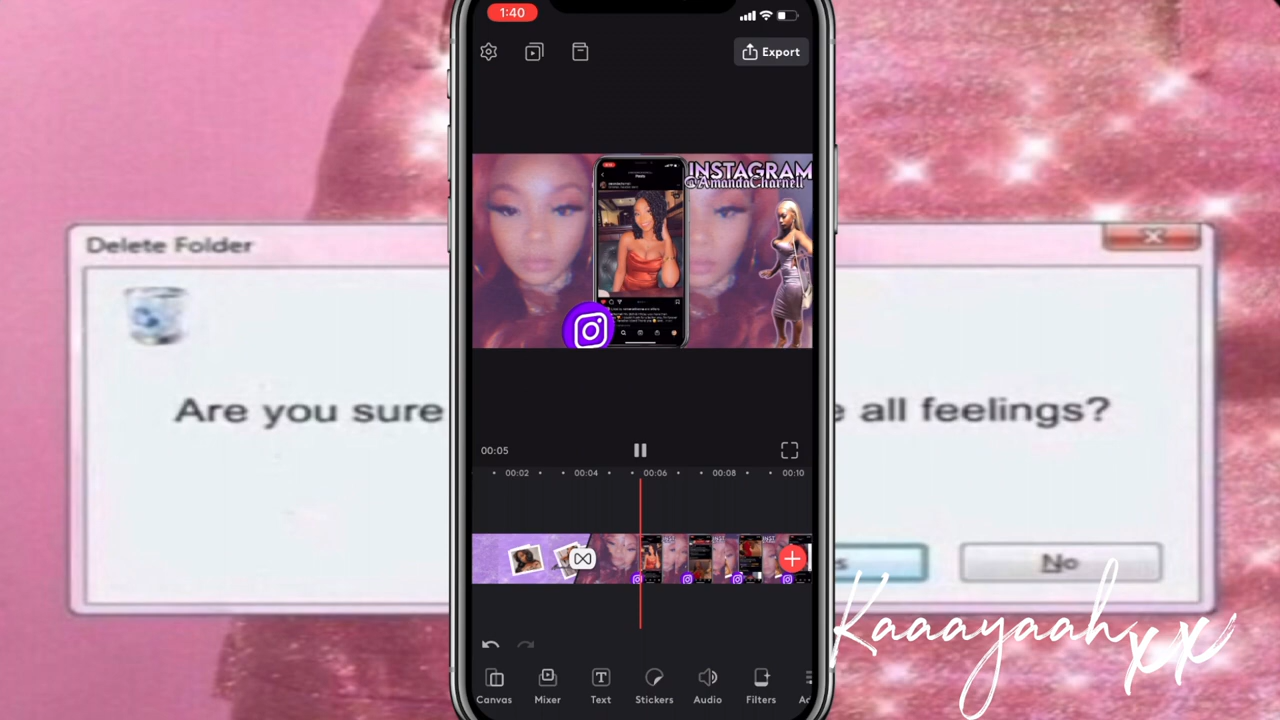 1:40
Export
INSTAGRAM
@AmandaCharnell
Delete Folder
Are you sure
all feelings?
00:05
00:02
00:04
00:06
00:08
00:10
No
Kaaayaahxx
Canvas
Mixer
Text
Stickers
Audio
Filters